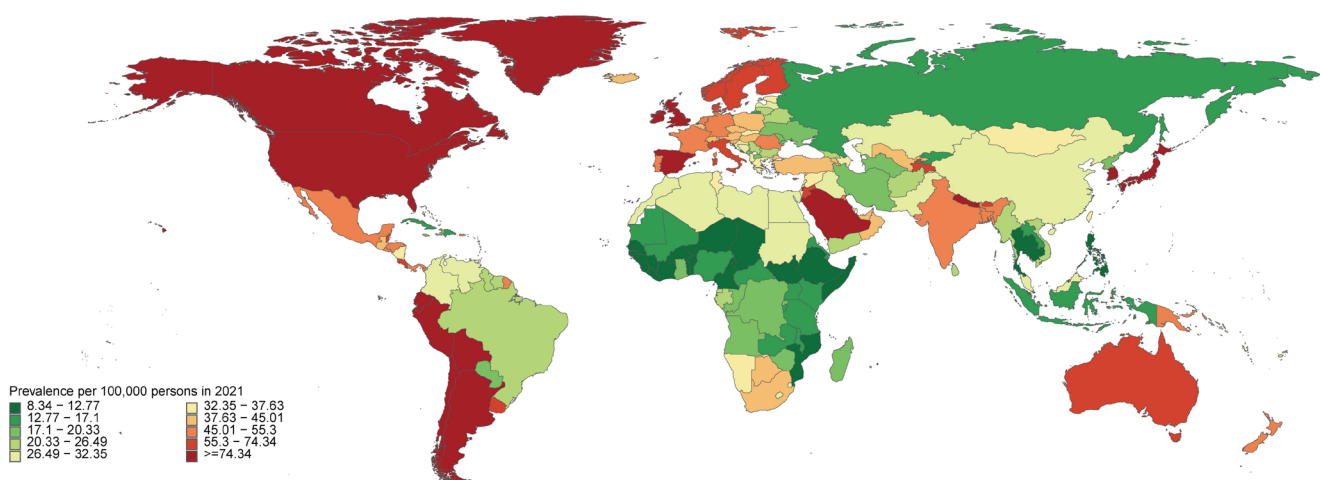 Prevalence per 100,000 persons in 2021
8.34 – 12.77
12.77 – 17.1
17.1 – 20.33
20.33 – 26.49
26.49 – 32.35
32.35 – 37.63
37.63 – 45.01
45.01 – 55.3
55.3 – 74.34
>=74.34